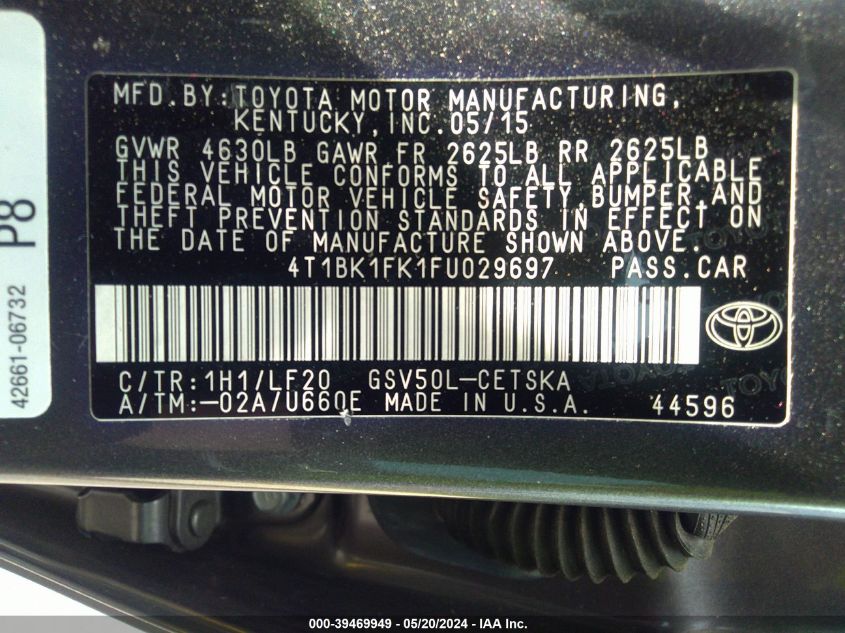 MFD.BY:TOYOTA MOTOR MANUFACTURING,
KENTUCKY,INC.05/15
GVWR 4630LB GAWR FR 2625LB RR 2625LB
THIS VEHICLE CONFORMS TO ALL APPLICABLE
FEDERAL MOTOR VEHICLE SAFETY,BUMPER,AND
THEFT PREVENTION STANDARDS IN EFFECT ON
THE DATE OF MANUFACTURE SHOWN ABOVE.
4T1BK1FK1FU029697 PASS.CAR
C/TR:1H1/LF20 GSV50L-CETSKA
A/TM:-02A/U660E MADE IN U.S.A. 44596
42661-06732 P8
TOYOTA
000-39469949 / 05/20/2024 - IAA Inc.